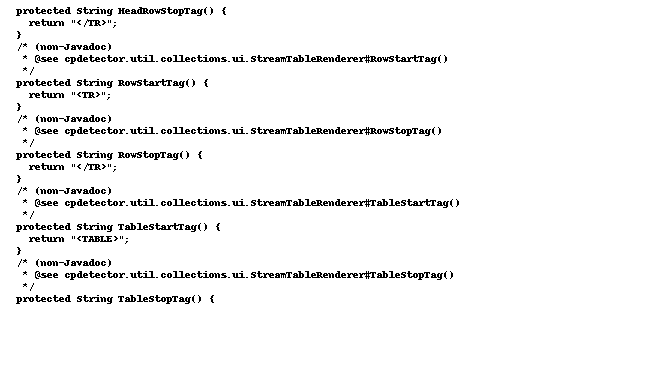 protected String HeadRowStopTag() {
return "</TR>";
}
/* (non-Javadoc)
* @see cpdetector.util.collections.ui.StreamTableRenderer#RowStartTag()
*/
protected String RowStartTag() {
return "<TR>";
}
/* (non-Javadoc)
* @see cpdetector.util.collections.ui.StreamTableRenderer#RowStopTag()
*/
protected String RowStopTag() {
return "</TR>";
}
/* (non-Javadoc)
* @see cpdetector.util.collections.ui.StreamTableRenderer#TableStartTag()
*/
protected String TableStartTag() {
return "<TABLE>";
}
/* (non-Javadoc)
* @see cpdetector.util.collections.ui.StreamTableRenderer#TableStopTag()
*/
protected String TableStopTag() {